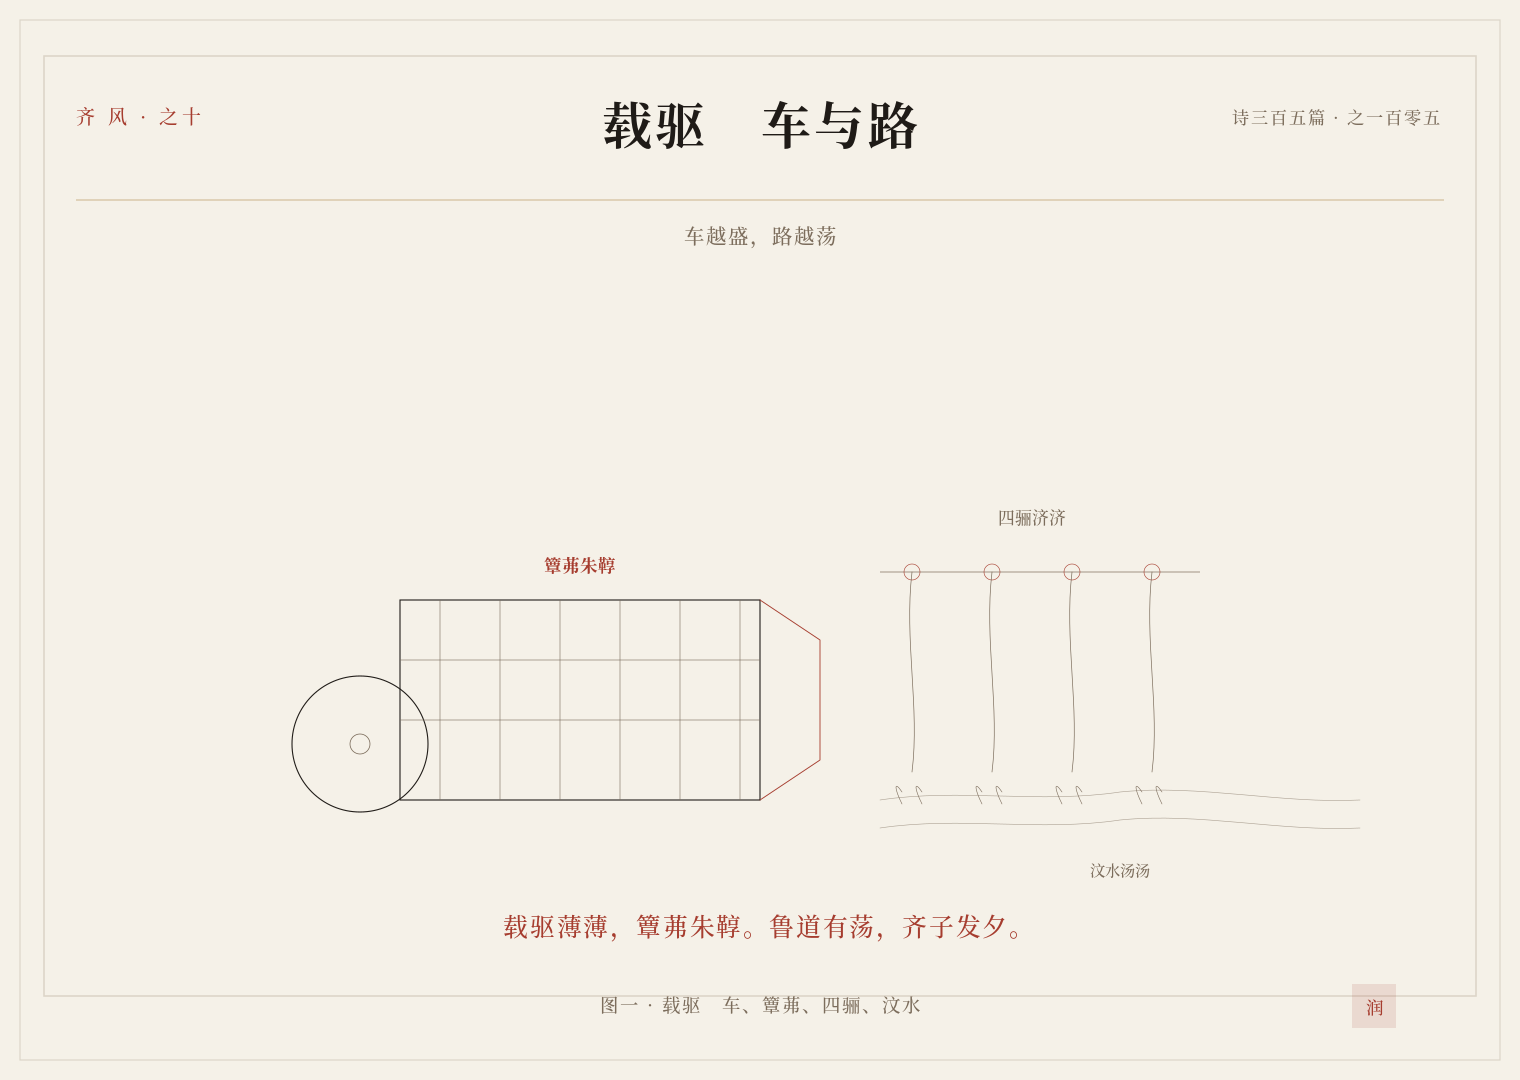 齐风·之十
载驱　车与路
诗三百五篇·之一百零五
车越盛，路越荡
四骊济济
簟茀朱鞟
汶水汤汤
载驱薄薄，簟茀朱鞟。鲁道有荡，齐子发夕。
图一·载驱　车、簟茀、四骊、汶水
润